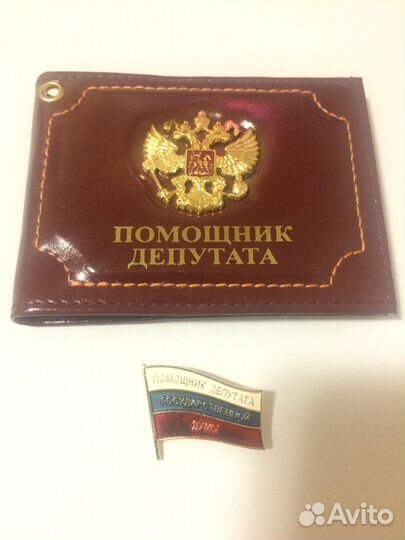 ПОМОЩНИК
ДЕПУТАТА
ПОМОЩНИК ДЕПУТАТА
ГОСУДАРСТВЕННОЙ
ДУМЫ
Avito